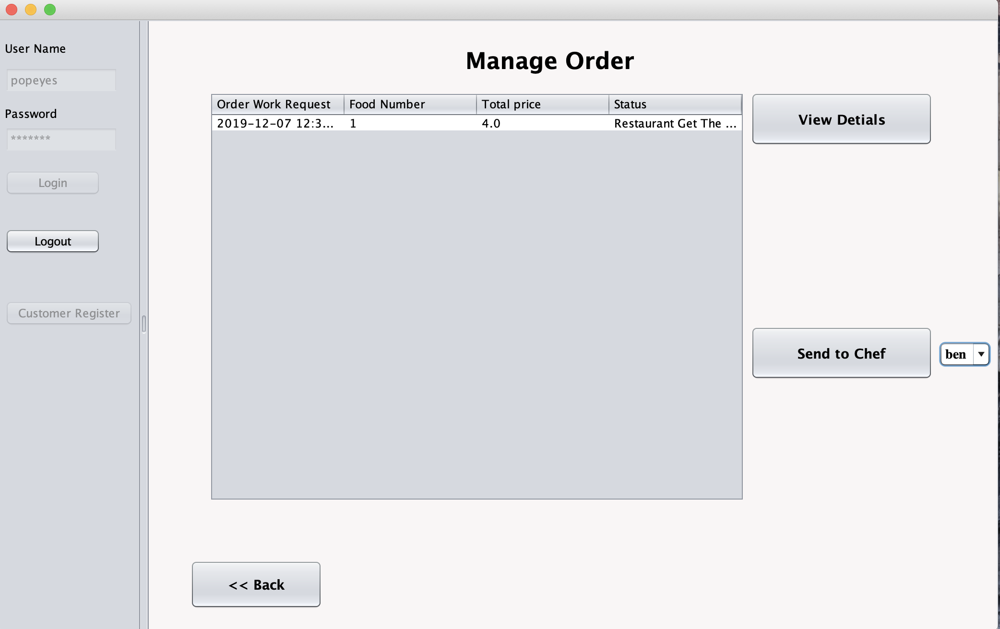 User Name
popeyes
Password
*******
Login
Logout
Customer Register
Manage Order
Order Work Request Food Number Total price Status
2019-12-07 12:3... 1 4.0 Restaurant Get The ...
View Detials
Send to Chef ben
<< Back